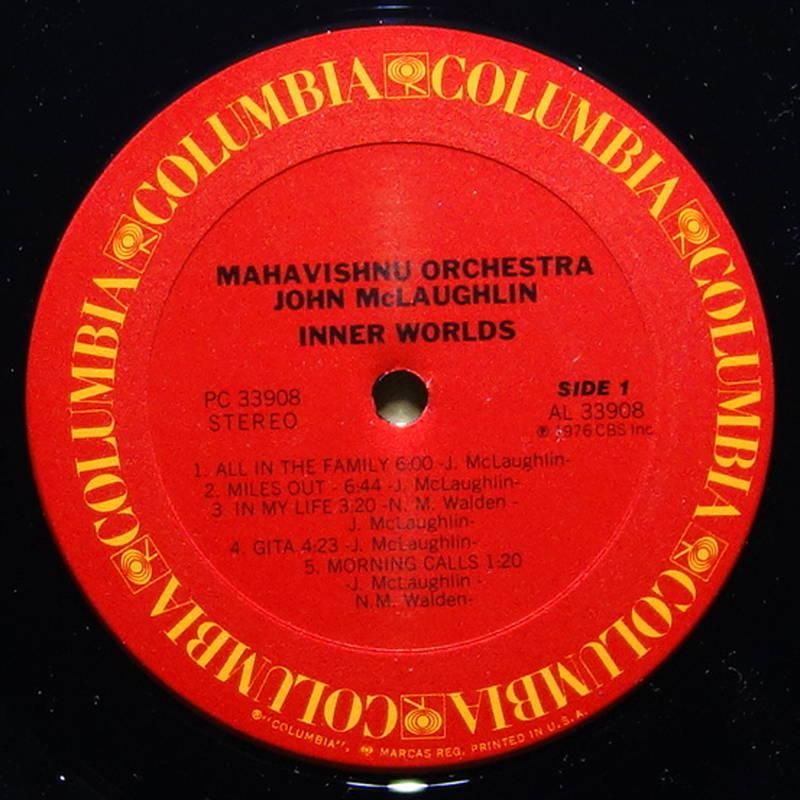 COLUMBIA COLUMBIA COLUMBIA COLUMBIA COLUMBIA COLUMBIA
MAHAVISHNU ORCHESTRA
JOHN McLAUGHLIN
INNER WORLDS
PC 33908
STEREO
SIDE 1
AL 33908
℗ 1976 CBS Inc.
1. ALL IN THE FAMILY 6:00 -J. McLaughlin-
2. MILES OUT - 6:44 -J. McLaughlin-
3 IN MY LIFE 3:20 -N. M. Walden -
J. McLaughlin-
4. GITA 4:23 -J. McLaughlin-
5. MORNING CALLS 1:20
-J. McLaughlin -
N.M. Walden-
®"COLUMBIA", MARCAS REG. PRINTED IN U.S.A.